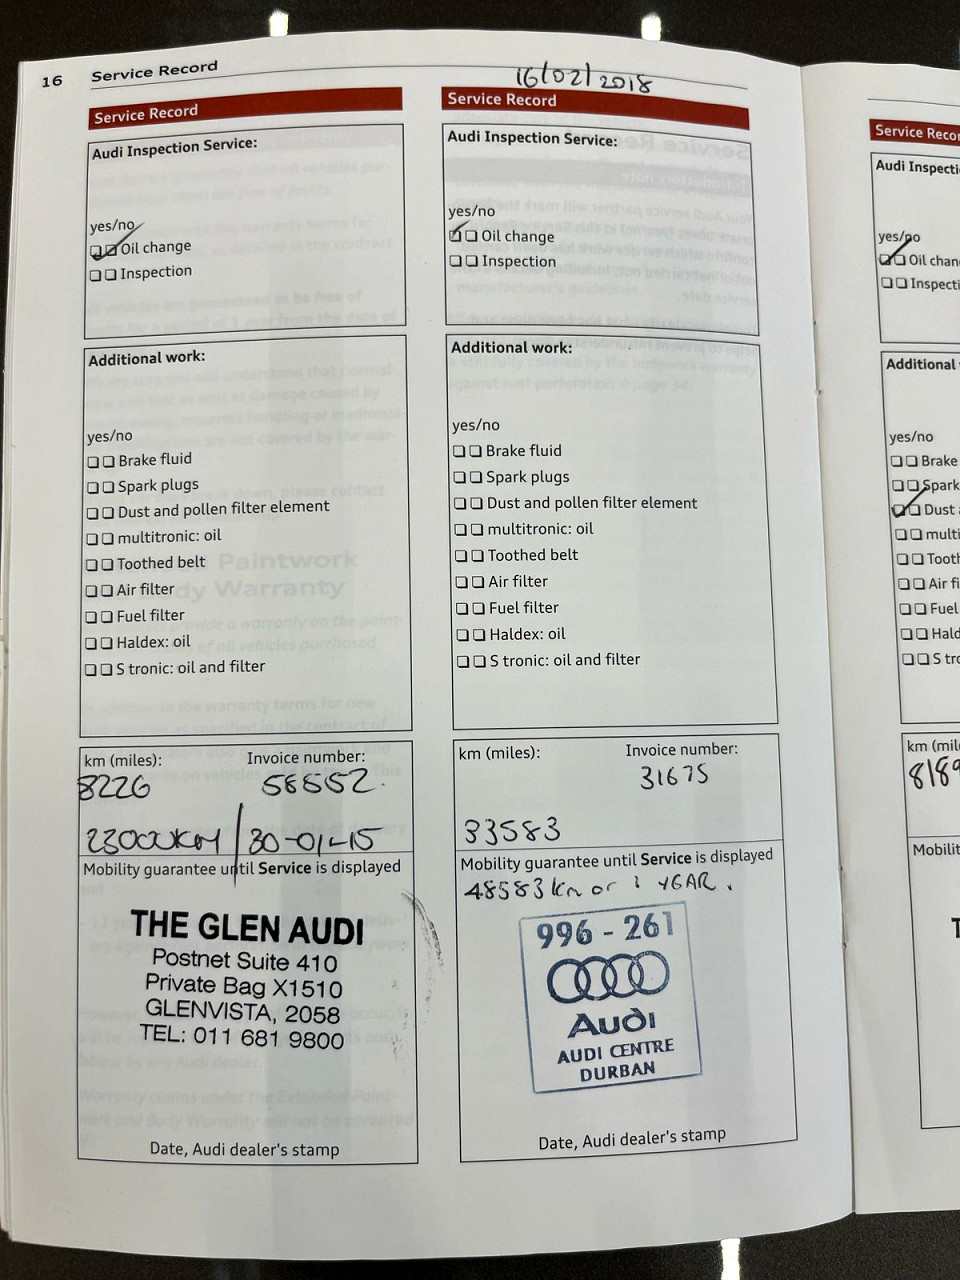 16 Service Record
Service Record
Audi Inspection Service:
yes/no
Oil change
Inspection
Additional work:
yes/no
Brake fluid
Spark plugs
Dust and pollen filter element
multitronic: oil
Toothed belt
Air filter
Fuel filter
Haldex: oil
S tronic: oil and filter
km (miles): Invoice number:
8226 58552.
23000KM / 30-01-15
Mobility guarantee until Service is displayed
THE GLEN AUDI
Postnet Suite 410
Private Bag X1510
GLENVISTA, 2058
TEL: 011 681 9800
Date, Audi dealer's stamp
16/02/2018
Service Record
Audi Inspection Service:
yes/no
Oil change
Inspection
Additional work:
yes/no
Brake fluid
Spark plugs
Dust and pollen filter element
multitronic: oil
Toothed belt
Air filter
Fuel filter
Haldex: oil
S tronic: oil and filter
km (miles): Invoice number:
31675
33583
Mobility guarantee until Service is displayed
48583km or 1 YEAR.
996 - 261
Audi
AUDI CENTRE
DURBAN
Date, Audi dealer's stamp
Service Recor
Audi Inspecti
yes/no
Oil chan
Inspecti
Additional
yes/no
Brake
Spark
Dust
multi
Tooth
Air fi
Fuel
Hald
S tro
km (mil
8189
Mobilit